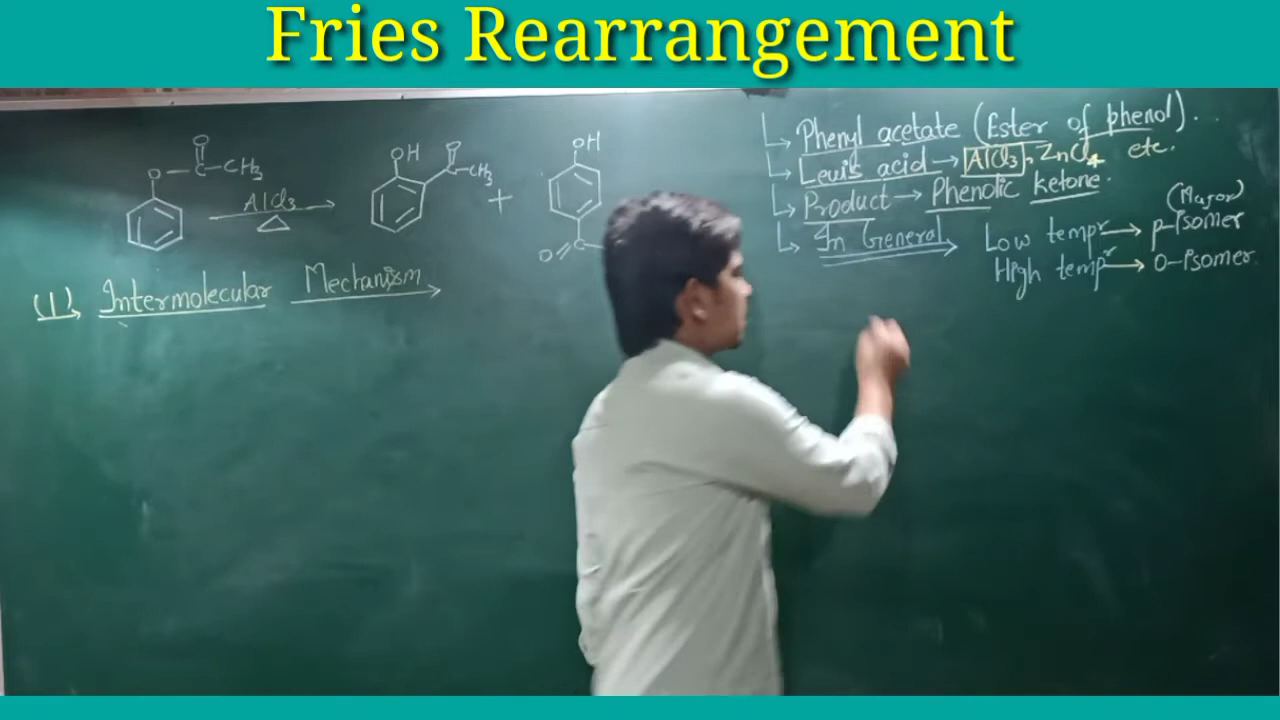 Fries Rearrangement
O
O – C – CH3
AlCl3
△
OH
O
C – CH3
+
OH
O = C
(1) Intermolecular Mechanism →
Phenyl acetate (Ester of phenol). . .
Lewis acid → AlCl3, ZnCl4 etc.
Product → Phenolic ketone.
(Major)
In General → Low tempr → p-Isomer
High tempr → O-isomer